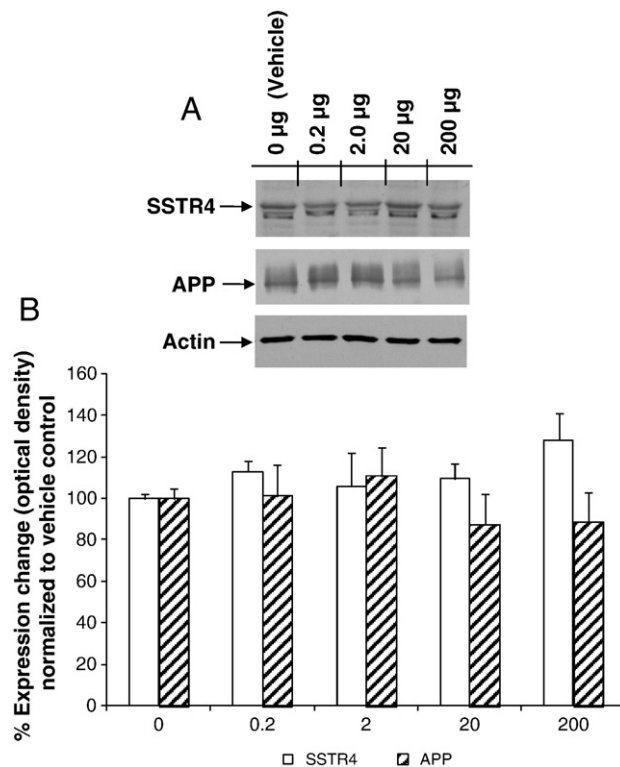 A
0 µg (Vehicle)
0.2 µg
2.0 µg
20 µg
200 µg
SSTR4
APP
Actin
B
% Expression change (optical density)
normalized to vehicle control
160
140
120
100
80
60
40
20
0
0 0.2 2 20 200
SSTR4 APP